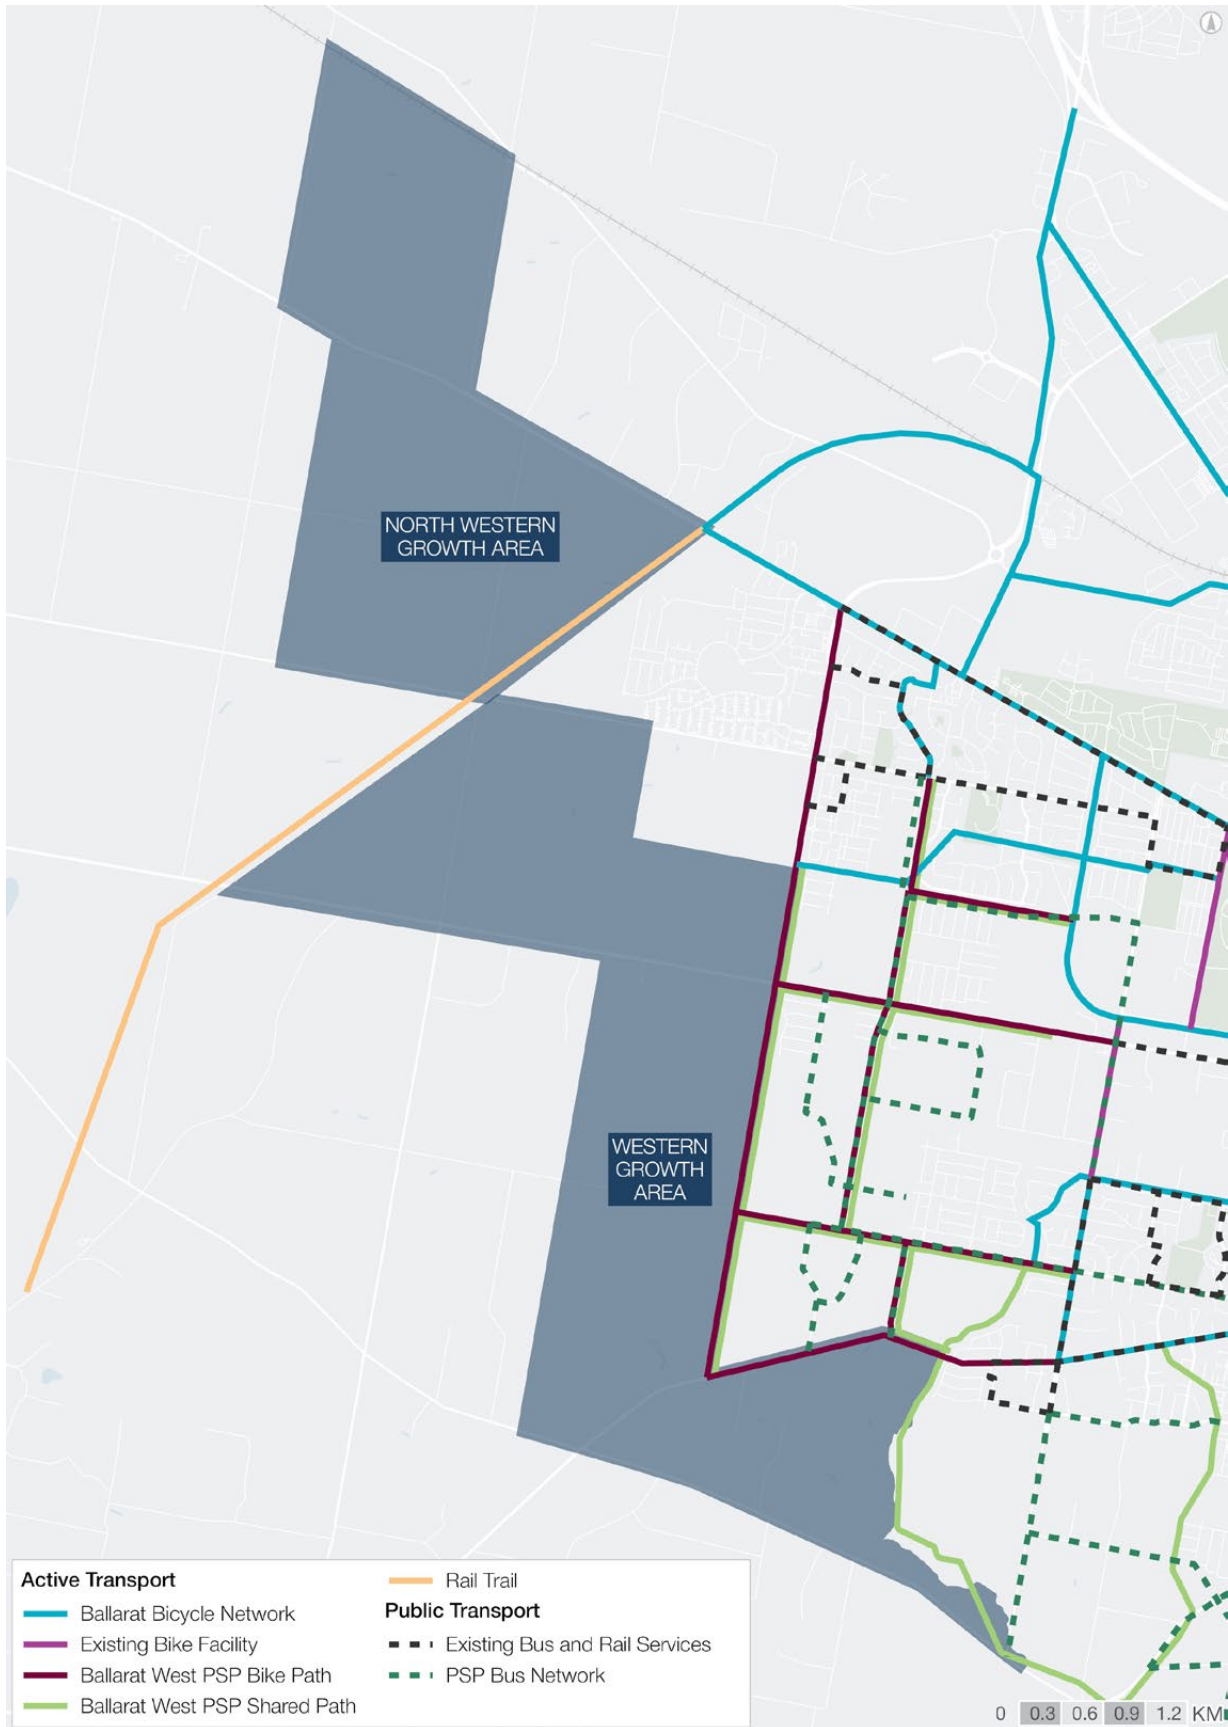 NORTH WESTERN
GROWTH AREA
WESTERN
GROWTH
AREA
Active Transport
Ballarat Bicycle Network
Existing Bike Facility
Ballarat West PSP Bike Path
Ballarat West PSP Shared Path
Rail Trail
Public Transport
Existing Bus and Rail Services
PSP Bus Network
0 0.3 0.6 0.9 1.2 KM